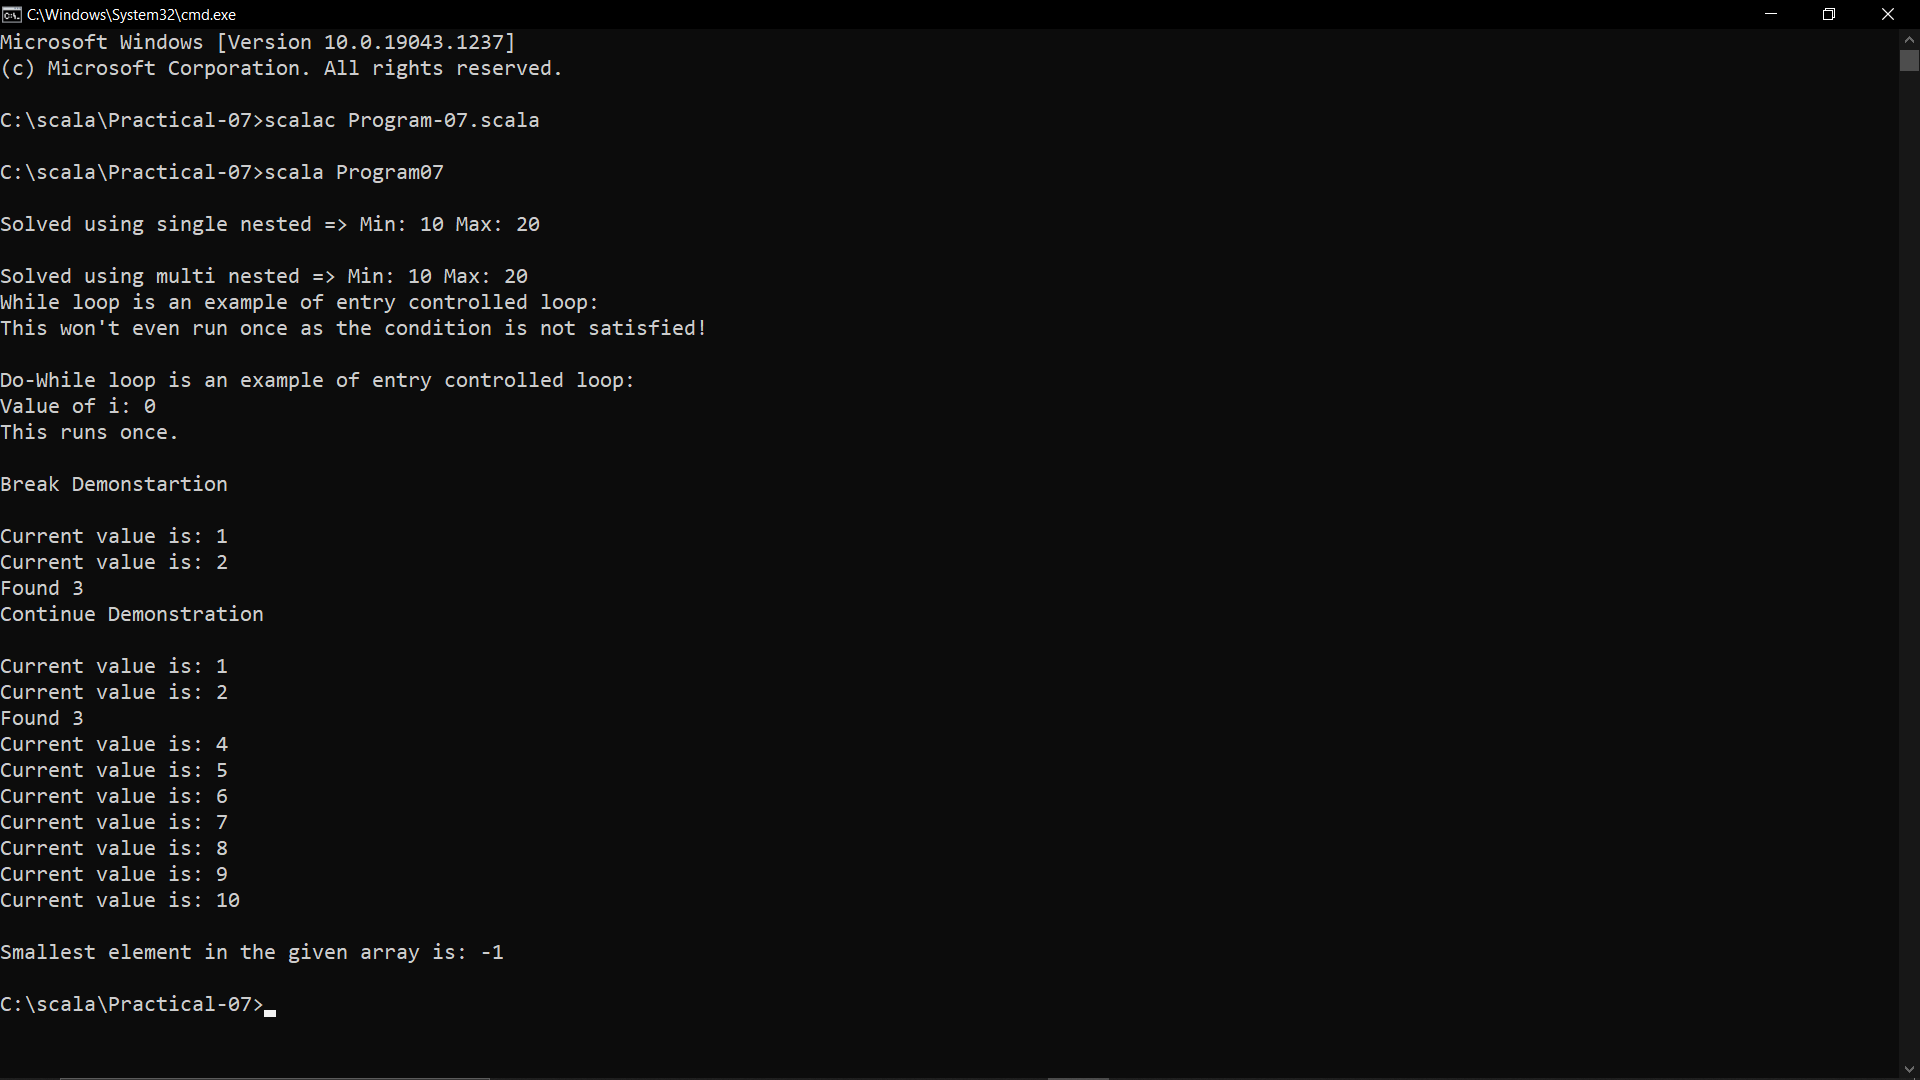 C:\Windows\System32\cmd.exe
Microsoft Windows [Version 10.0.19043.1237]
(c) Microsoft Corporation. All rights reserved.
C:\scala\Practical-07>scalac Program-07.scala
C:\scala\Practical-07>scala Program07
Solved using single nested => Min: 10 Max: 20
Solved using multi nested => Min: 10 Max: 20
While loop is an example of entry controlled loop:
This won't even run once as the condition is not satisfied!
Do-While loop is an example of entry controlled loop:
Value of i: 0
This runs once.
Break Demonstartion
Current value is: 1
Current value is: 2
Found 3
Continue Demonstration
Current value is: 1
Current value is: 2
Found 3
Current value is: 4
Current value is: 5
Current value is: 6
Current value is: 7
Current value is: 8
Current value is: 9
Current value is: 10
Smallest element in the given array is: -1
C:\scala\Practical-07>